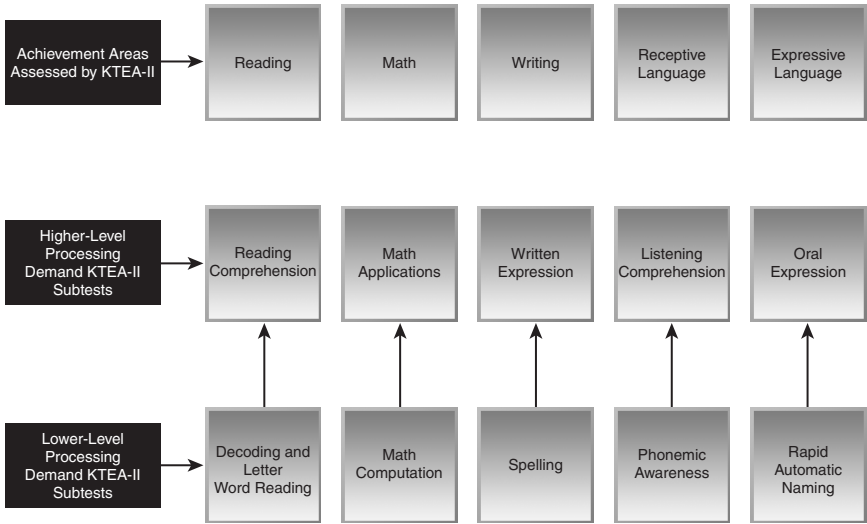 Achievement Areas
Assessed by KTEA-II
Reading
Math
Writing
Receptive
Language
Expressive
Language
Higher-Level
Processing
Demand KTEA-II
Subtests
Reading
Comprehension
Math
Applications
Written
Expression
Listening
Comprehension
Oral
Expression
Lower-Level
Processing
Demand KTEA-II
Subtests
Decoding and
Letter
Word Reading
Math
Computation
Spelling
Phonemic
Awareness
Rapid
Automatic
Naming